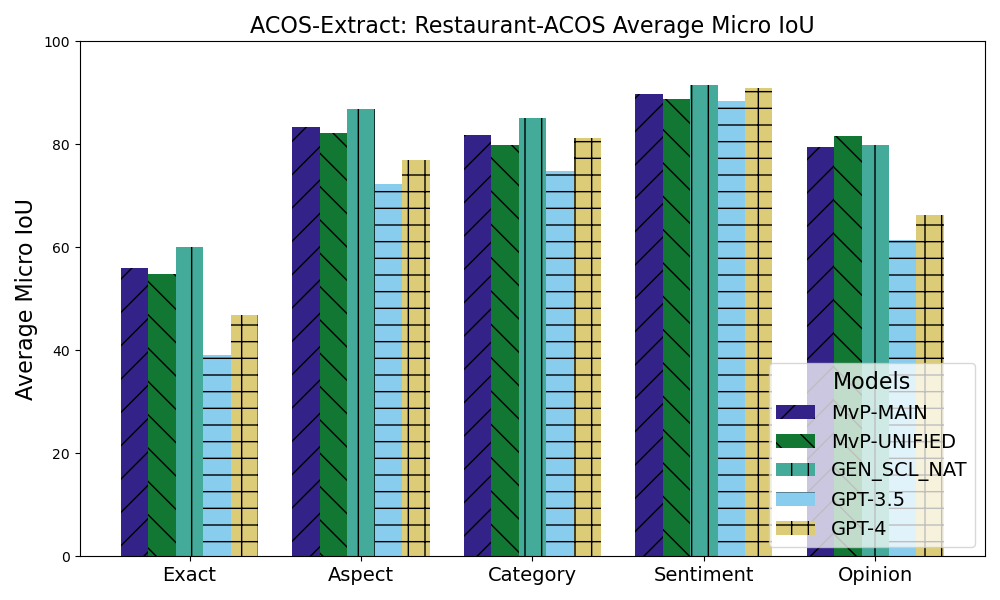 ACOS-Extract: Restaurant-ACOS Average Micro IoU
Average Micro IoU
100
80
60
40
20
0
Exact
Aspect
Category
Sentiment
Opinion
Models
MvP-MAIN
MvP-UNIFIED
GEN_SCL_NAT
GPT-3.5
GPT-4